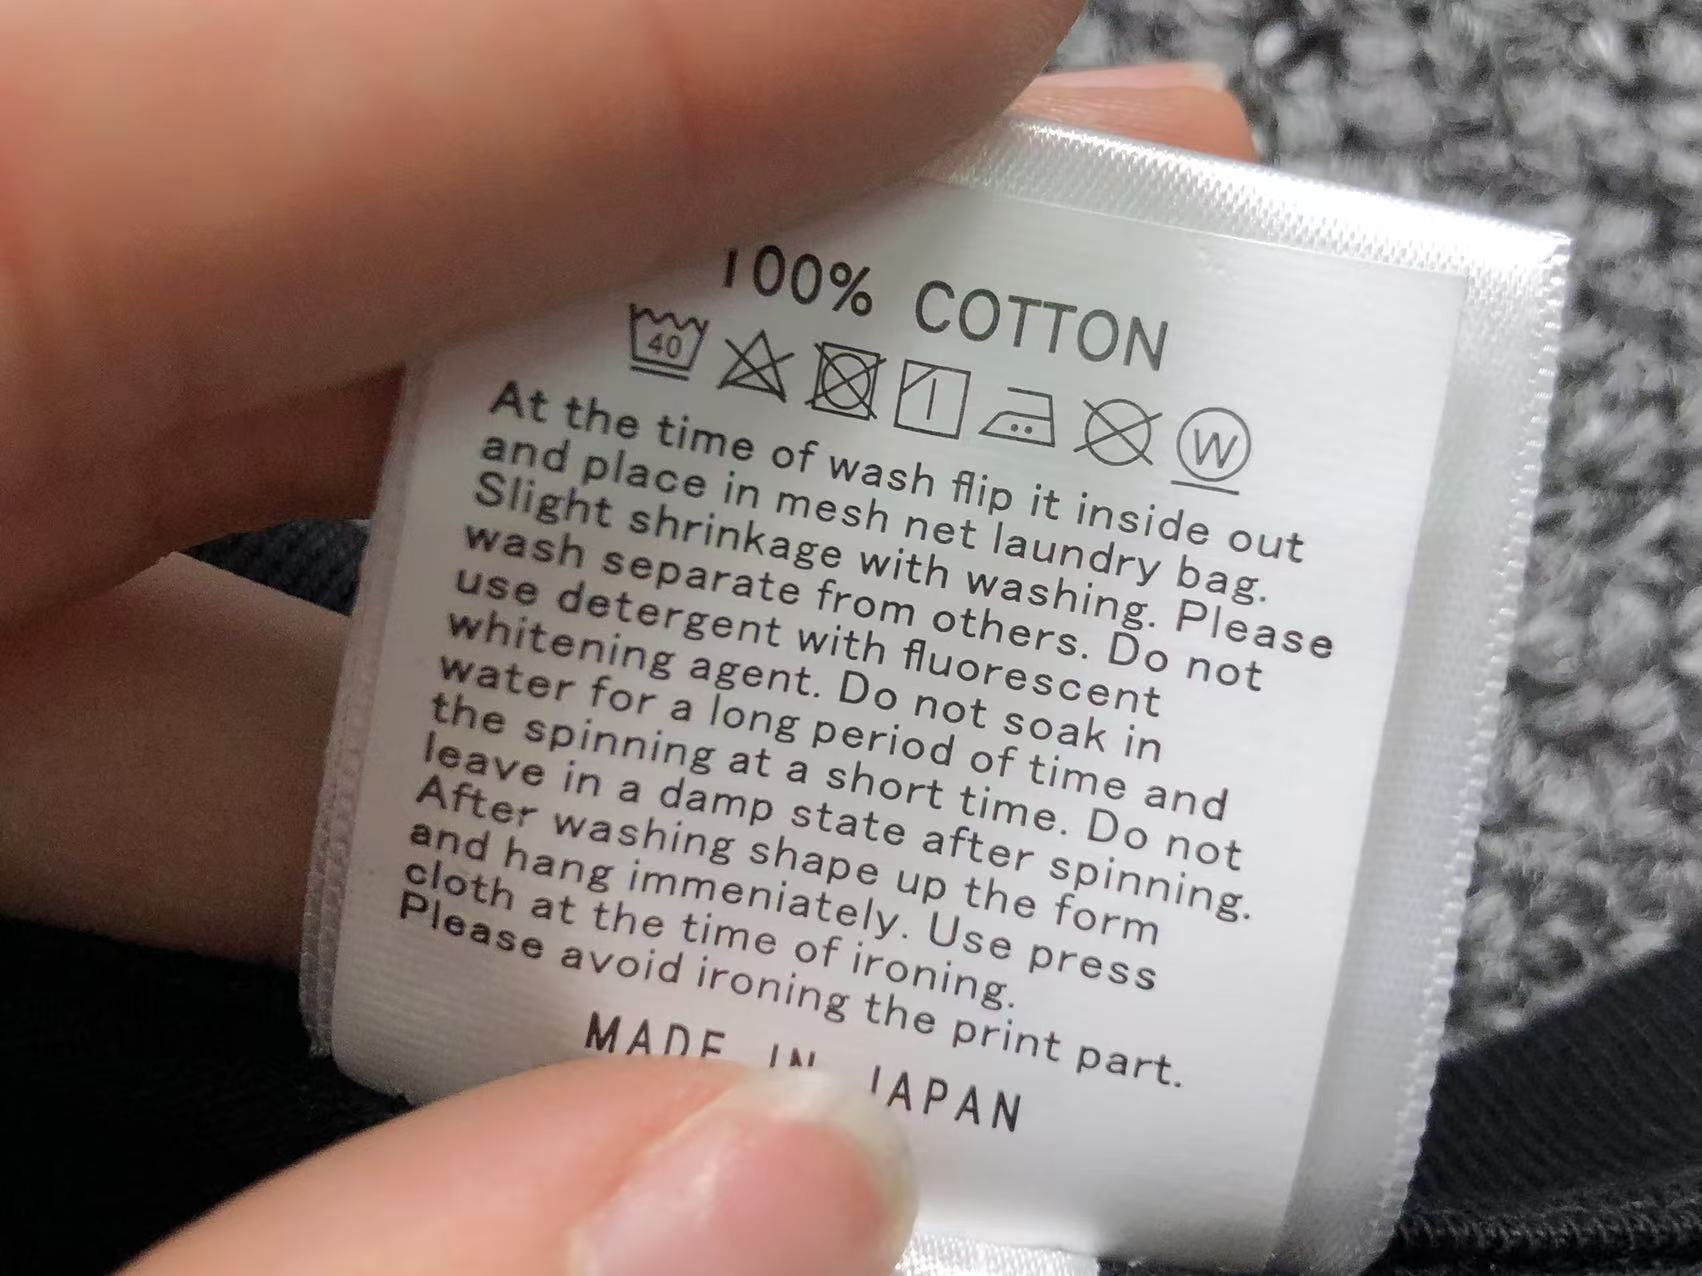 100% COTTON
40 W
At the time of wash flip it inside out
and place in mesh net laundry bag.
Slight shrinkage with washing. Please
wash separate from others. Do not
use detergent with fluorescent
whitening agent. Do not soak in
water for a long period of time and
the spinning at a short time. Do not
leave in a damp state after spinning.
After washing shape up the form
and hang immeniately. Use press
cloth at the time of ironing.
Please avoid ironing the print part.
MADE IN JAPAN